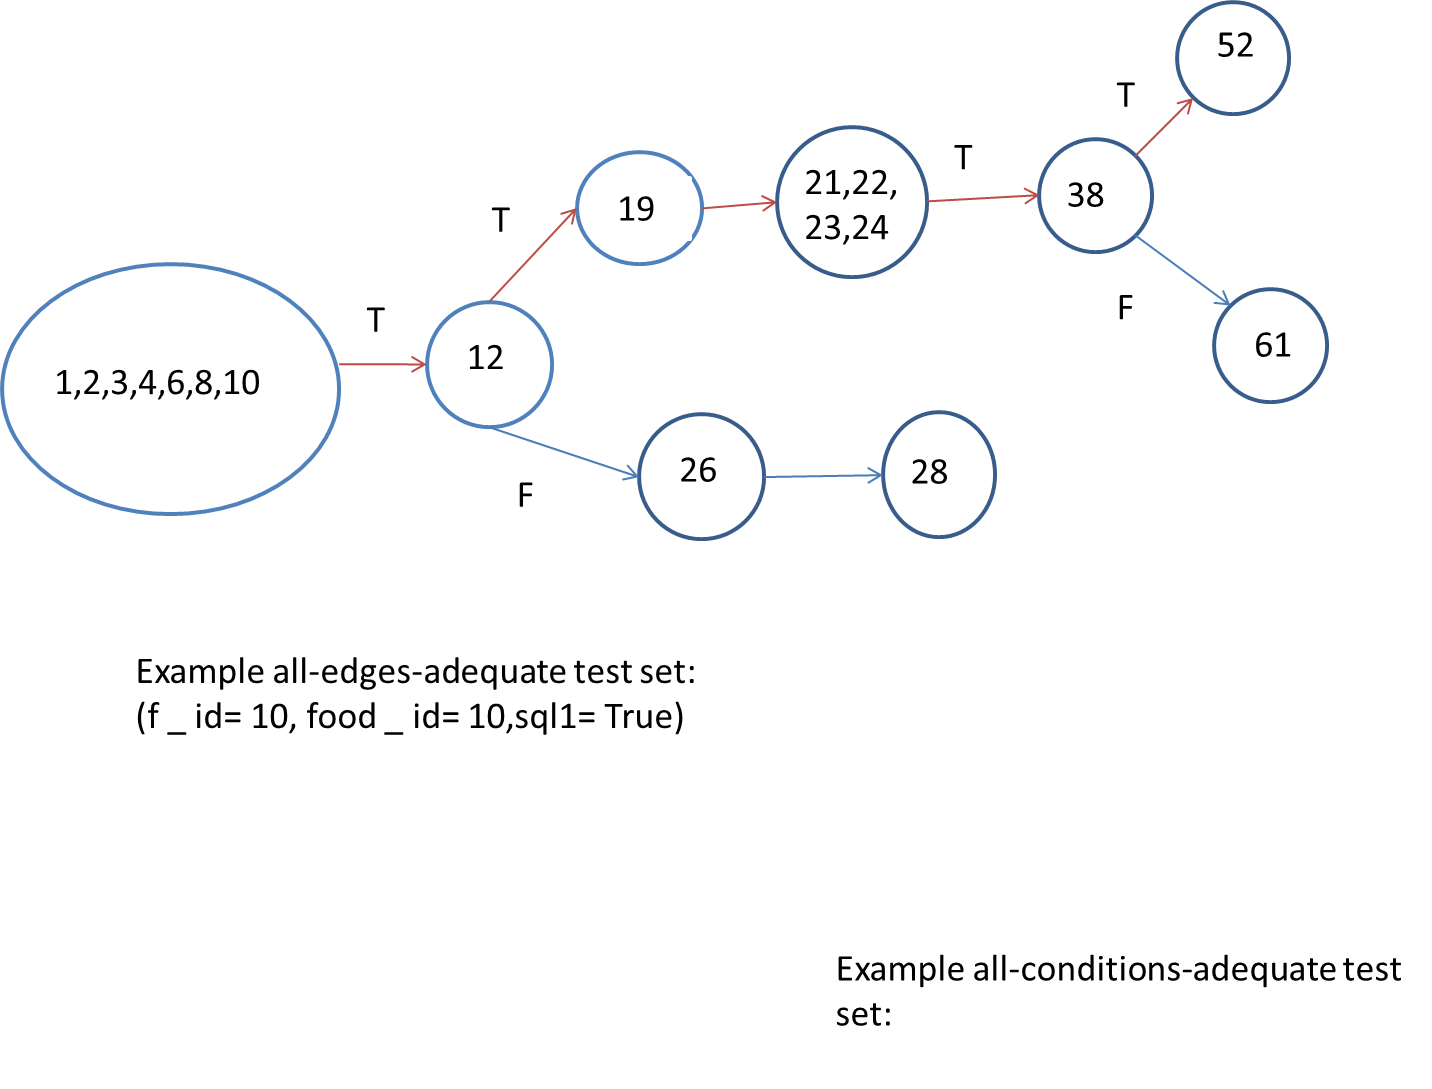 52
T
T
21,22,
23,24
38
19
T
T
F
61
1,2,3,4,6,8,10
12
26
28
F
Example all-edges-adequate test set:
(f _ id= 10, food _ id= 10,sql1= True)
Example all-conditions-adequate test
set: